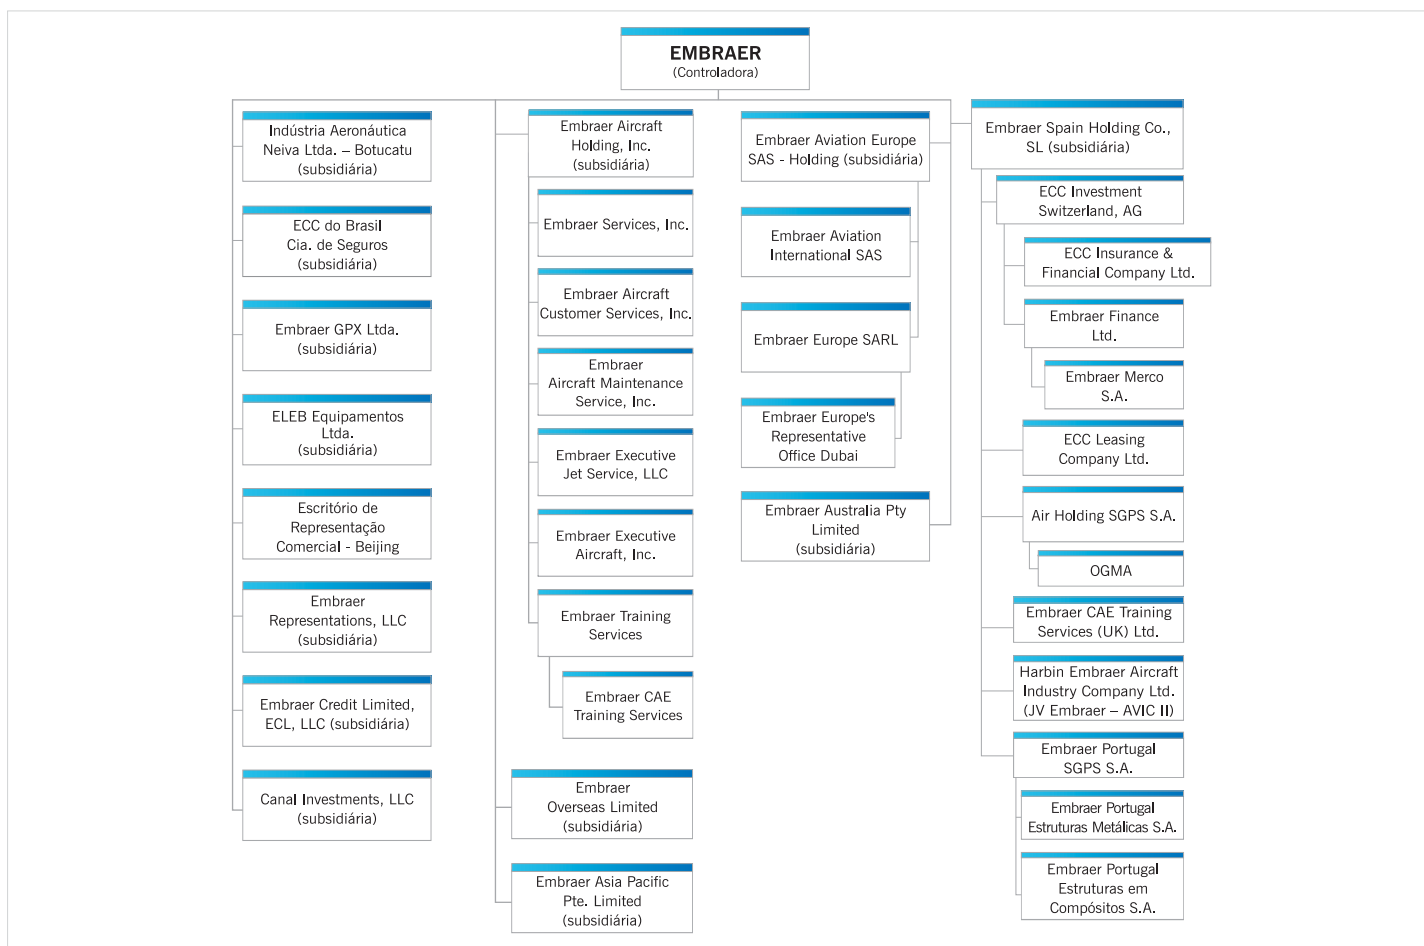 EMBRAER
(Controladora)
Indústria Aeronáutica
Neiva Ltda. – Botucatu
(subsidiária)
ECC do Brasil
Cia. de Seguros
(subsidiária)
Embraer GPX Ltda.
(subsidiária)
ELEB Equipamentos
Ltda.
(subsidiária)
Escritório de
Representação
Comercial - Beijing
Embraer
Representations, LLC
(subsidiária)
Embraer Credit Limited,
ECL, LLC (subsidiária)
Canal Investments, LLC
(subsidiária)
Embraer Aircraft
Holding, Inc.
(subsidiária)
Embraer Services, Inc.
Embraer Aircraft
Customer Services, Inc.
Embraer
Aircraft Maintenance
Service, Inc.
Embraer Executive
Jet Service, LLC
Embraer Executive
Aircraft, Inc.
Embraer Training
Services
Embraer CAE
Training Services
Embraer
Overseas Limited
(subsidiária)
Embraer Asia Pacific
Pte. Limited
(subsidiária)
Embraer Aviation Europe
SAS - Holding (subsidiária)
Embraer Aviation
International SAS
Embraer Europe SARL
Embraer Europe's
Representative
Office Dubai
Embraer Australia Pty
Limited
(subsidiária)
Embraer Spain Holding Co.,
SL (subsidiária)
ECC Investment
Switzerland, AG
ECC Insurance &
Financial Company Ltd.
Embraer Finance
Ltd.
Embraer Merco
S.A.
ECC Leasing
Company Ltd.
Air Holding SGPS S.A.
OGMA
Embraer CAE Training
Services (UK) Ltd.
Harbin Embraer Aircraft
Industry Company Ltd.
(JV Embraer – AVIC II)
Embraer Portugal
SGPS S.A.
Embraer Portugal
Estruturas Metálicas S.A.
Embraer Portugal
Estruturas em
Compósitos S.A.